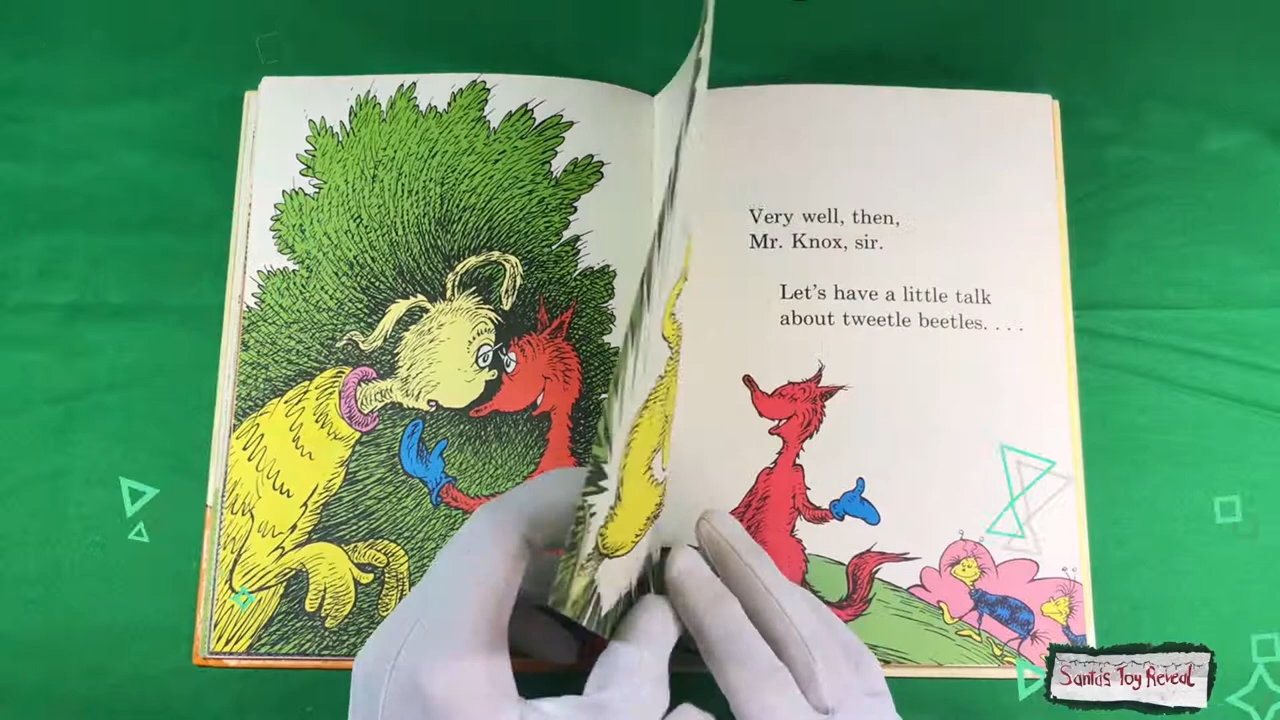 Very well, then,
Mr. Knox, sir.
Let's have a little talk
about tweetle beetles. . . .
Santa's Toy Reveal